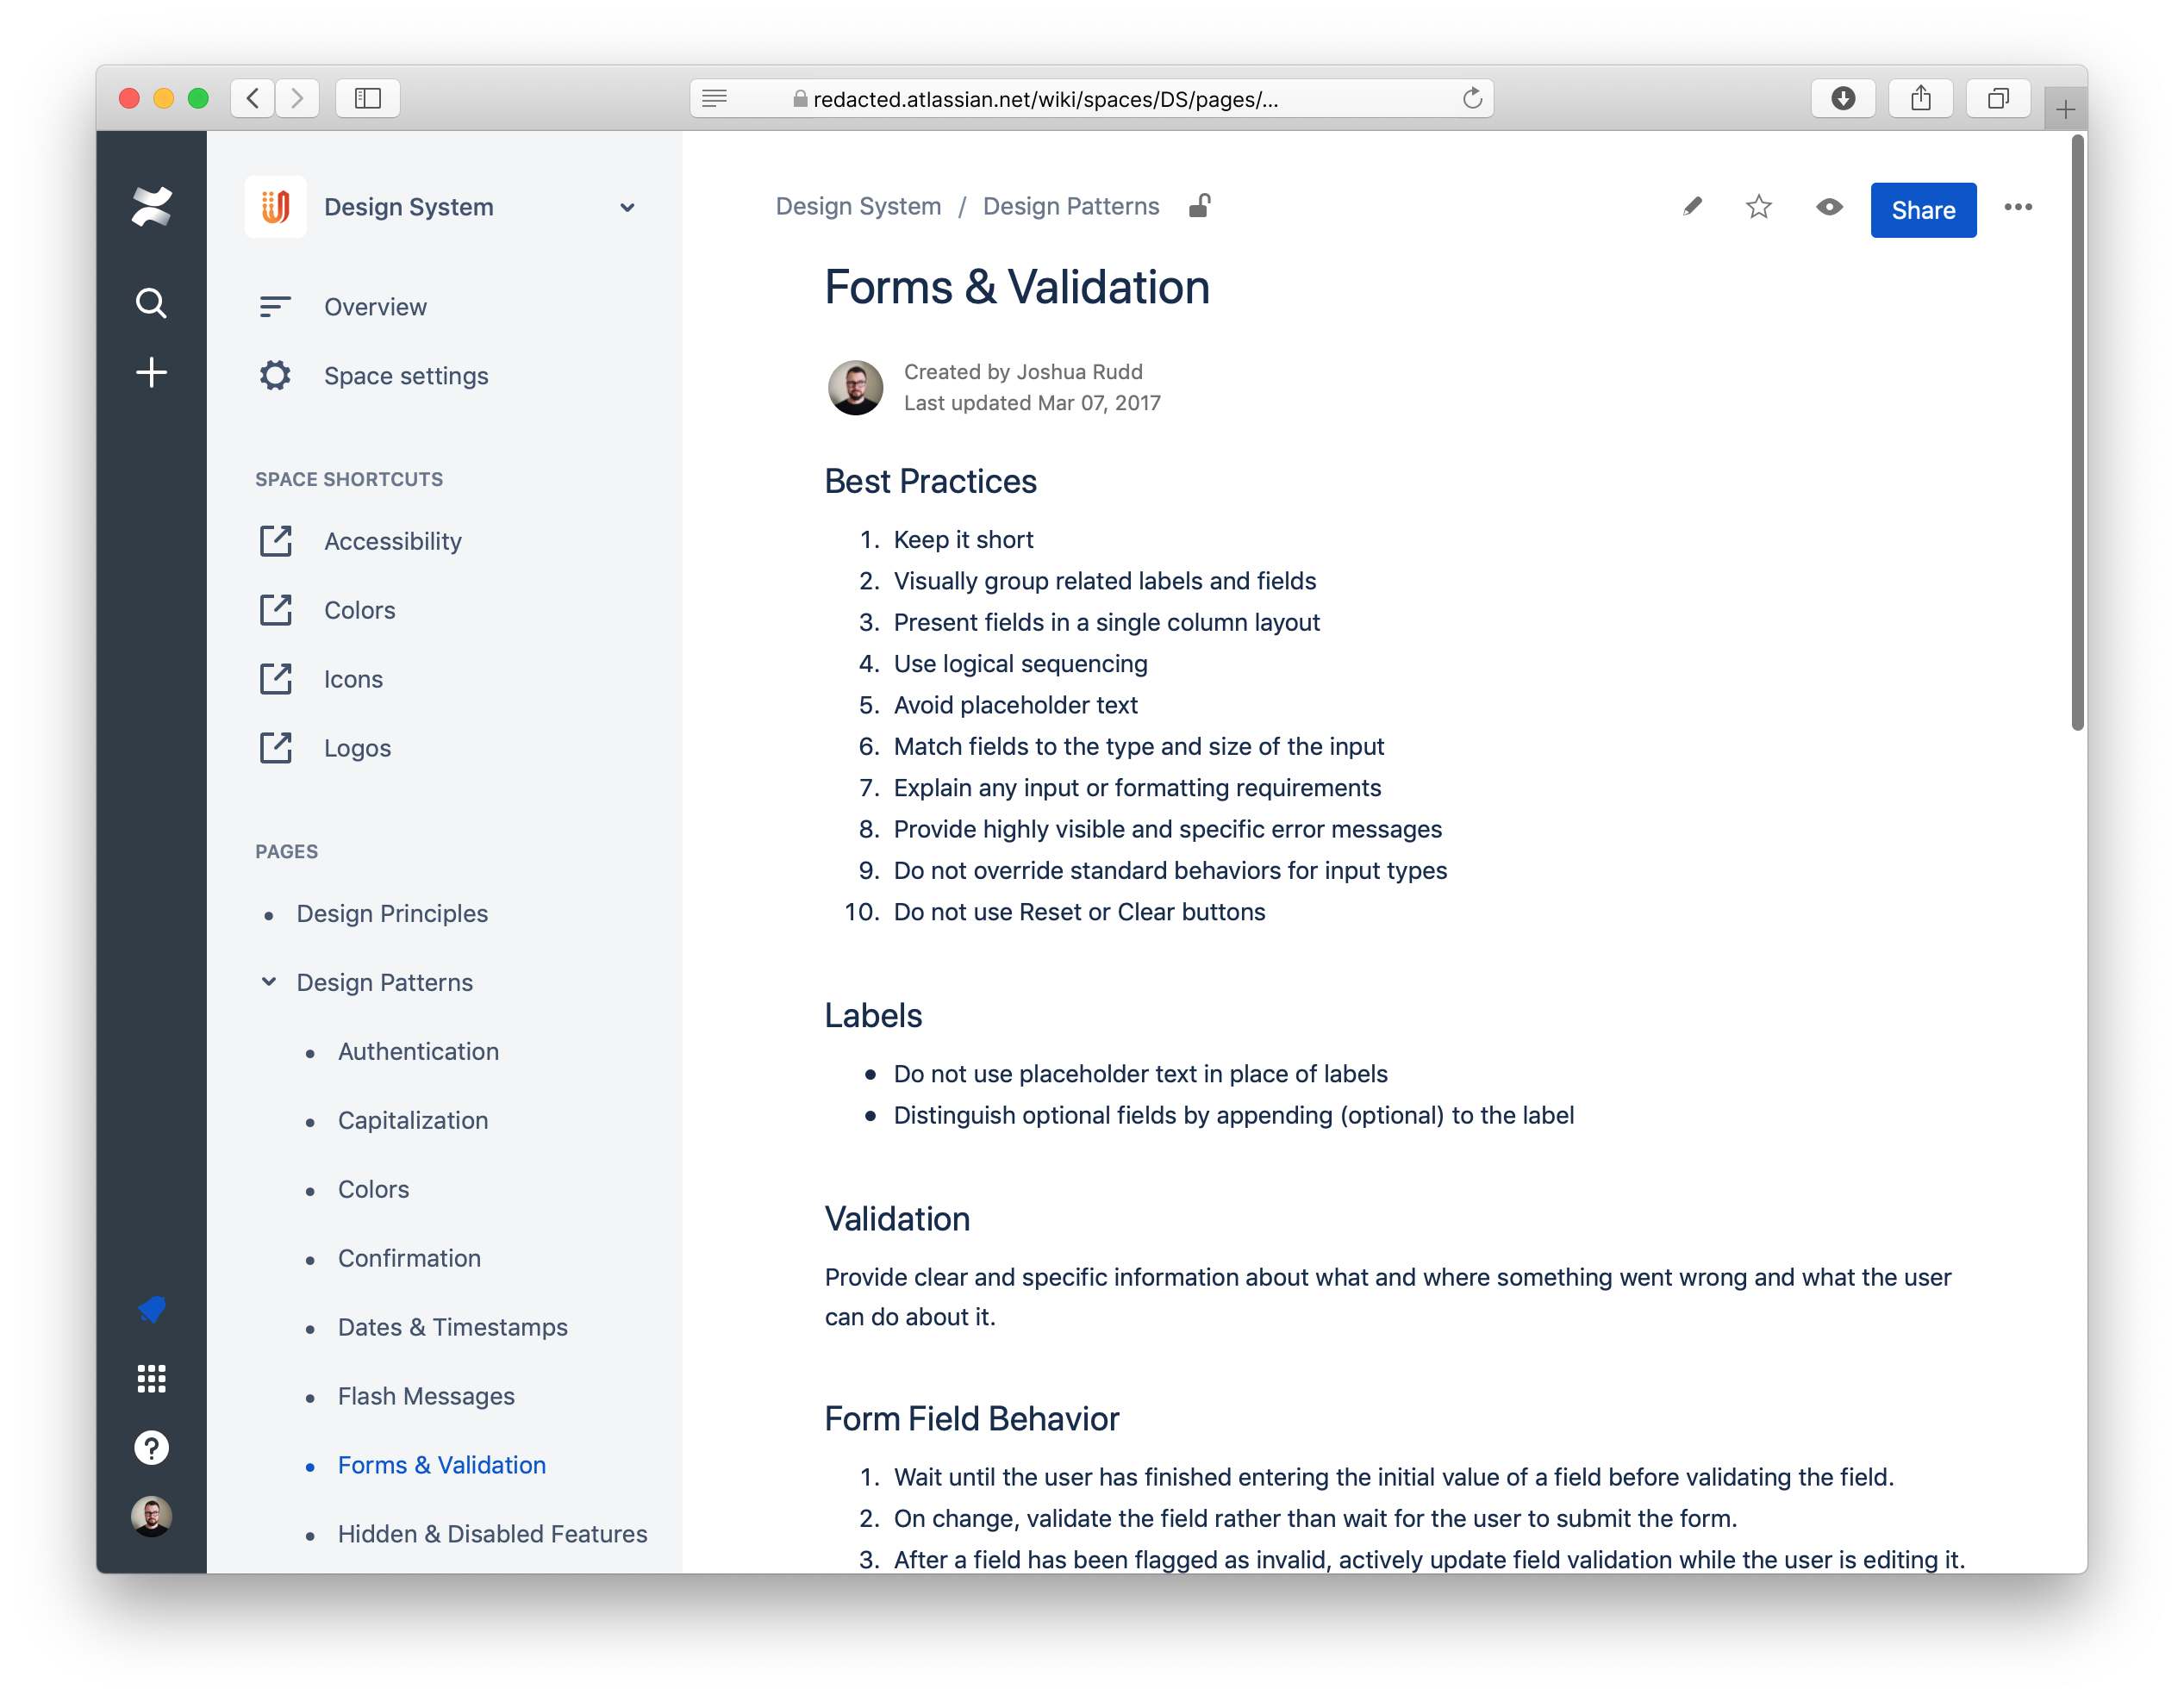 redacted.atlassian.net/wiki/spaces/DS/pages/...
Design System
Overview
Space settings
SPACE SHORTCUTS
Accessibility
Colors
Icons
Logos
PAGES
Design Principles
Design Patterns
Authentication
Capitalization
Colors
Confirmation
Dates & Timestamps
Flash Messages
Forms & Validation
Hidden & Disabled Features
Design System / Design Patterns
Share
Forms & Validation
Created by Joshua Rudd
Last updated Mar 07, 2017
Best Practices
1. Keep it short
2. Visually group related labels and fields
3. Present fields in a single column layout
4. Use logical sequencing
5. Avoid placeholder text
6. Match fields to the type and size of the input
7. Explain any input or formatting requirements
8. Provide highly visible and specific error messages
9. Do not override standard behaviors for input types
10. Do not use Reset or Clear buttons
Labels
• Do not use placeholder text in place of labels
• Distinguish optional fields by appending (optional) to the label
Validation
Provide clear and specific information about what and where something went wrong and what the user
can do about it.
Form Field Behavior
1. Wait until the user has finished entering the initial value of a field before validating the field.
2. On change, validate the field rather than wait for the user to submit the form.
3. After a field has been flagged as invalid, actively update field validation while the user is editing it.